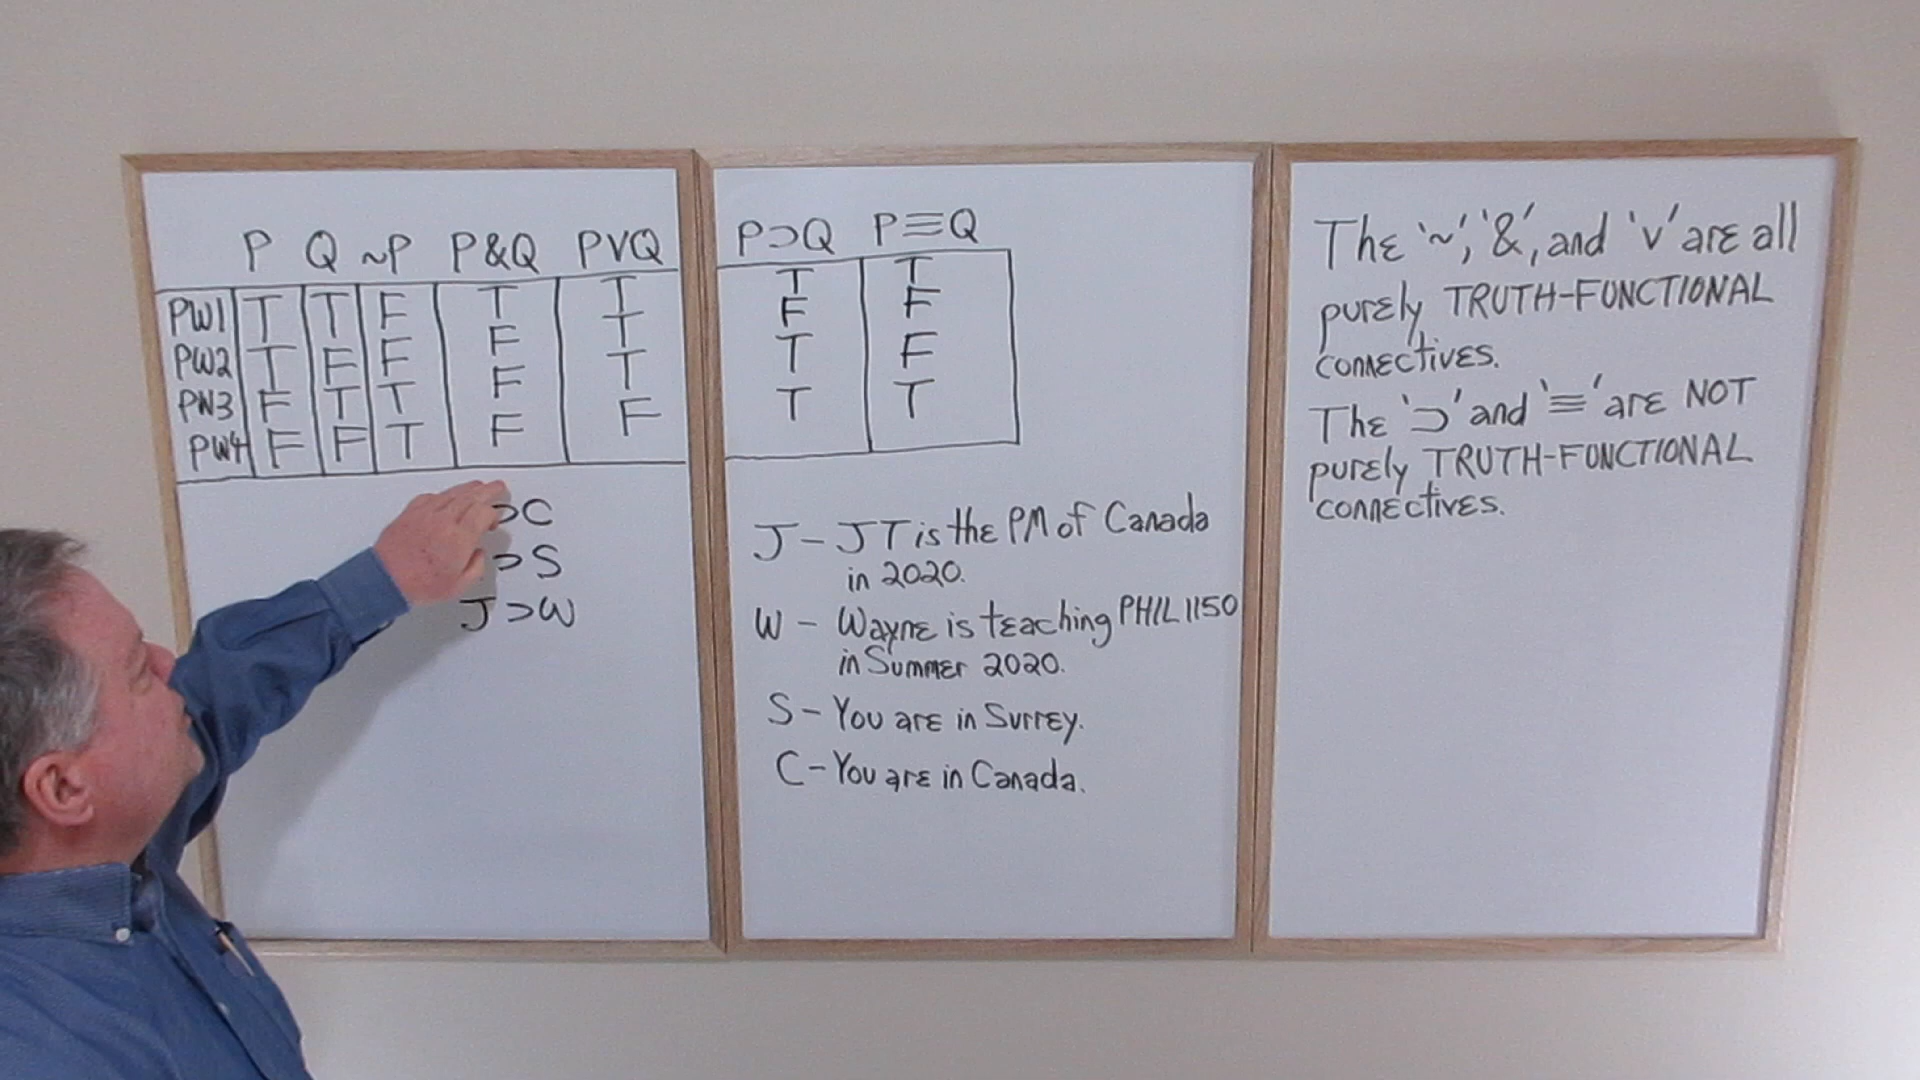 P Q ~P P&Q PVQ
PW1 T T F T T
PW2 T F F F T
PW3 F T T F T
PW4 F F T F F
⊃C
⊃S
J⊃W
P⊃Q P≡Q
T T
F F
T F
T T
J – JT is the PM of Canada
in 2020.
W – Wayne is teaching PHIL 1150
in Summer 2020.
S – You are in Surrey.
C – You are in Canada.
The '~', '&', and 'v' are all
purely TRUTH-FUNCTIONAL
connectives.
The '⊃' and '≡' are NOT
purely TRUTH-FUNCTIONAL
connectives.